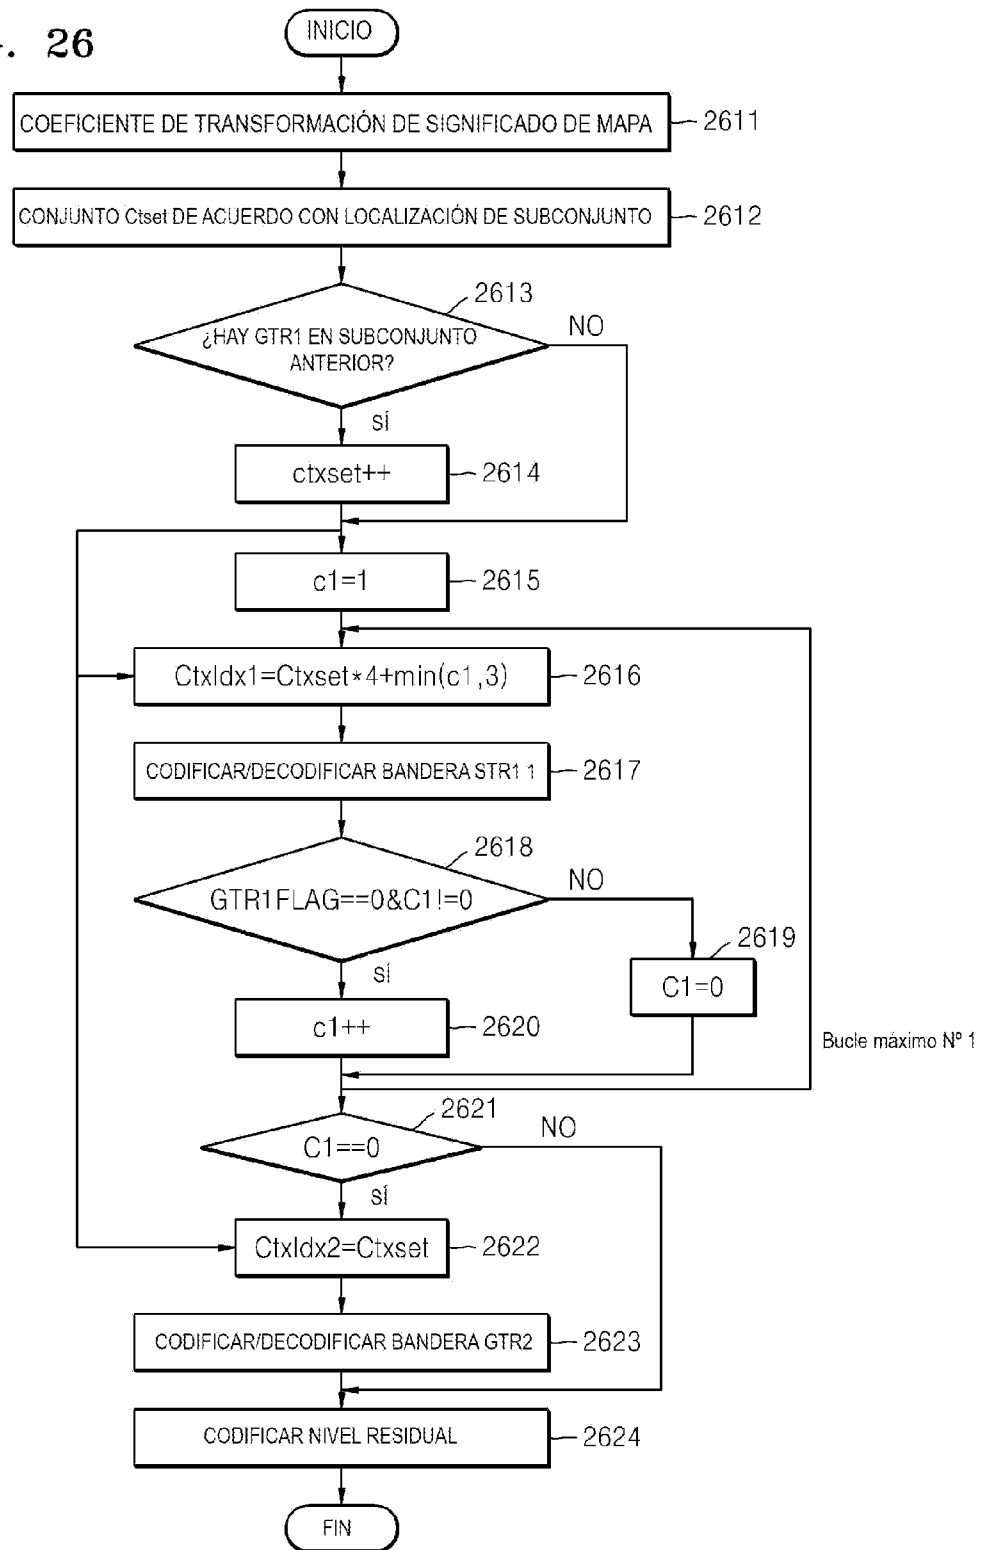 . 26
INICIO
COEFICIENTE DE TRANSFORMACIÓN DE SIGNIFICADO DE MAPA
2611
CONJUNTO Ctset DE ACUERDO CON LOCALIZACIÓN DE SUBCONJUNTO
2612
2613
¿HAY GTR1 EN SUBCONJUNTO
ANTERIOR?
NO
SÍ
ctxset++
2614
c1=1
2615
CtxIdx1=Ctxset*4+min(c1,3)
2616
CODIFICAR/DECODIFICAR BANDERA STR1 1
2617
2618
GTR1FLAG==0&C1!=0
NO
2619
C1=0
SÍ
c1++
2620
Bucle máximo Nº 1
2621
C1==0
NO
SÍ
CtxIdx2=Ctxset
2622
CODIFICAR/DECODIFICAR BANDERA GTR2
2623
CODIFICAR NIVEL RESIDUAL
2624
FIN